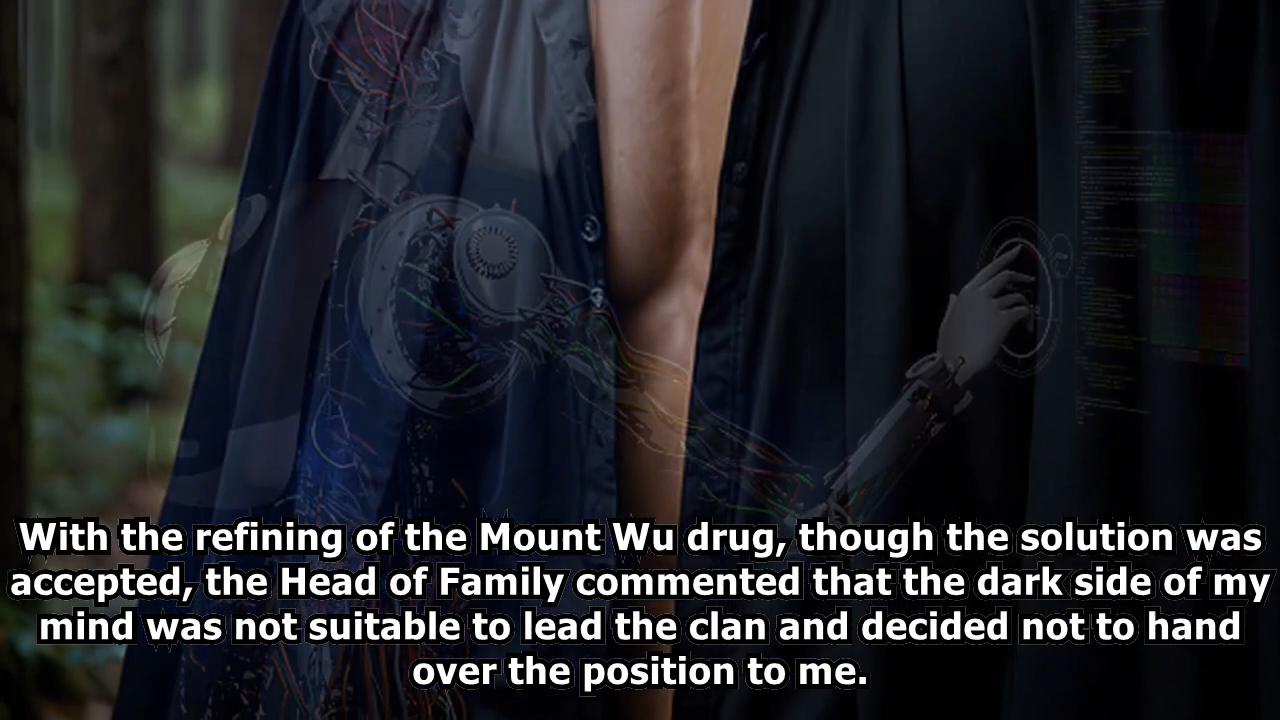 With the refining of the Mount Wu drug, though the solution was
accepted, the Head of Family commented that the dark side of my
mind was not suitable to lead the clan and decided not to hand
over the position to me.